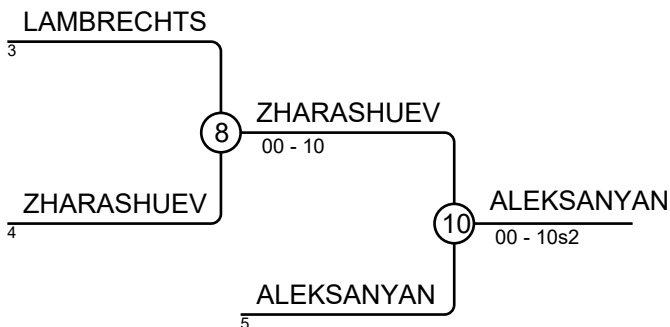 LAMBRECHTS
3
8
ZHARASHUEV
00 - 10
ZHARASHUEV
4
10
ALEKSANYAN
00 - 10s2
ALEKSANYAN
5